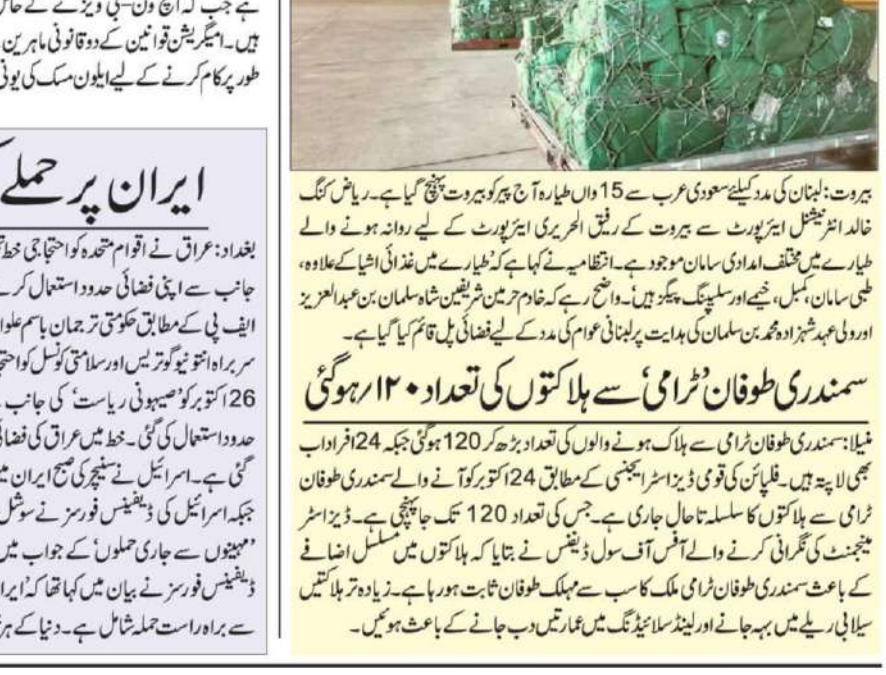 بیروت: لبنان کی مدد کیلئے سعودی عرب سے 15 واں طیارہ آج پیر کو بیروت پہنچ گیا ہے۔ ریاض کنگ
خالد انٹرنیشنل ایئرپورٹ سے بیروت کے رفیق الحریری ایئرپورٹ کے لیے روانہ ہونے والے
طیارے میں مختلف امدادی سامان موجود ہے۔ انتظامیہ نے کہا ہے کہ ’طیارے میں غذائی اشیا کے علاوہ،
طبی سامان، کمبل، خیمے اور سلیپنگ بیگز ہیں‘۔ واضح رہے کہ خادم حرمین شریفین شاہ سلمان بن عبدالعزیز
اور ولی عہد شہزادہ محمد بن سلمان کی ہدایت پر لبنانی عوام کی مدد کے لیے فضائی پل قائم کیا گیا ہے۔
سمندری طوفان ’ٹرامی‘ سے ہلاکتوں کی تعداد ۱۲۰؍ہو گئی
منیلا: سمندری طوفان ٹرامی سے ہلاک ہونے والوں کی تعداد بڑھ کر 120 ہوگئی جبکہ 24 افراد اب
بھی لاپتہ ہیں۔ فلپائن کی قومی ڈیزاسٹر ایجنسی کے مطابق 24 اکتوبر کو آنے والے سمندری طوفان
ٹرامی سے ہلاکتوں کا سلسلہ تاحال جاری ہے۔ جس کی تعداد 120 تک جا پہنچی ہے۔ ڈیزاسٹر
مینجمنٹ کی نگرانی کرنے والے آفس آف سول ڈیفنس نے بتایا کہ ہلاکتوں میں مسلسل اضافے
کے باعث سمندری طوفان ٹرامی ملک کا سب سے مہلک طوفان ثابت ہورہا ہے۔ زیادہ تر ہلاکتیں
سیلابی ریلے میں بہہ جانے اور لینڈ سلائیڈنگ میں عمارتیں دب جانے کے باعث ہوئیں۔
ہے جب کہ ایچ ون-بی ویزے کے
ہیں۔ امیگریشن قوانین کے دو قانونی ماہرین
طور پر کام کرنے کے لیے ایلون مسک کی
ایران پر حملے
بغداد: عراق نے اقوام متحدہ کو احتجاجی خط
جانب سے اپنی فضائی حدود استعمال کر
ایف پی کے مطابق حکومتی ترجمان باسم
سربراہ انتونیو گوتریس اور سلامتی کونسل کو
26 اکتوبر کو ’صیہونی ریاست‘ کی جانب
حدود استعمال کی گئی۔ خط میں عراق کی
گئی ہے۔ اسرائیل نے سنیچر کی صبح ایران
جبکہ اسرائیل کی ڈیفینس فورسز نے سوشل
’مہینوں سے جاری حملوں‘ کے جواب میں
ڈیفینس فورسز نے بیان میں کہا تھا کہ
سے براہ راست حملہ شامل ہے۔ دنیا کے